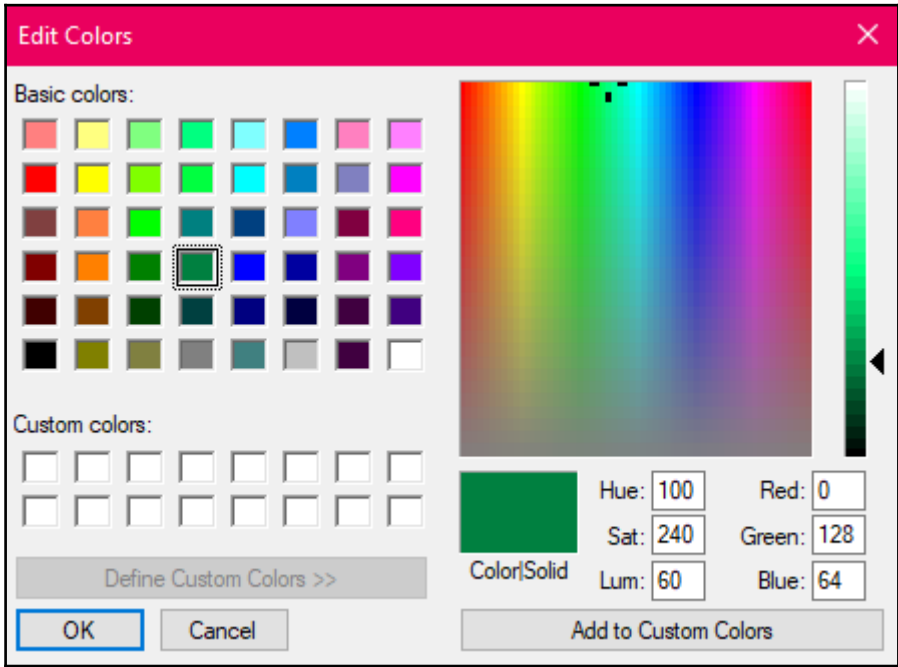 Edit Colors
Basic colors:
Custom colors:
Define Custom Colors >>
OK Cancel
Color|Solid
Hue: 100 Red: 0
Sat: 240 Green: 128
Lum: 60 Blue: 64
Add to Custom Colors